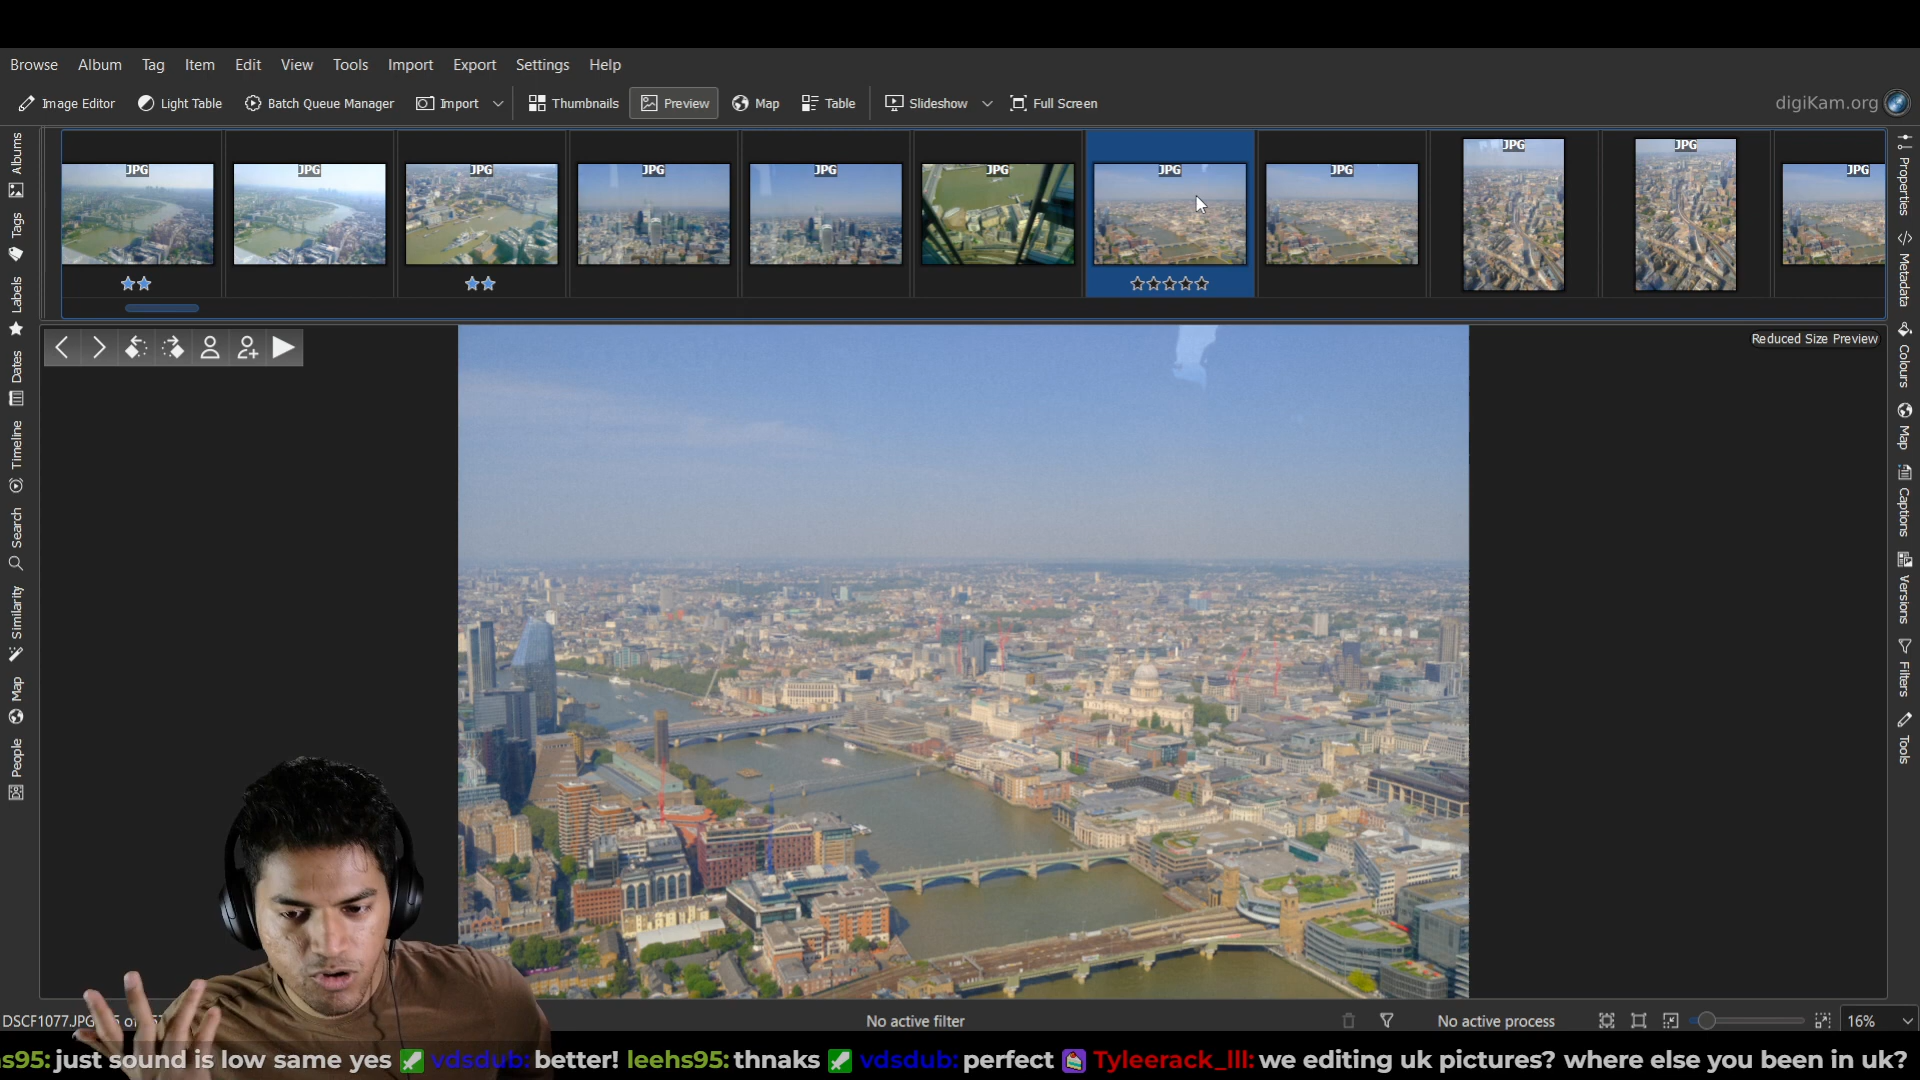 Browse Album Tag Item Edit View Tools Import Export Settings Help
Image Editor Light Table Batch Queue Manager Import Thumbnails Preview Map Table Slideshow Full Screen digiKam.org
JPG JPG JPG JPG JPG JPG JPG JPG JPG JPG JPG
Albums
Tags
Labels
Dates
Timeline
Search
Similarity
Map
People
Reduced Size Preview
Properties
Metadata
Colours
Map
Captions
Versions
Filters
Tools
DSCF1077.JPG No active filter No active process 16%
s95: just sound is low same yes vdsdub: better! leehs95: thnaks vdsdub: perfect Tyleerack_lll: we editing uk pictures? where else you been in uk?